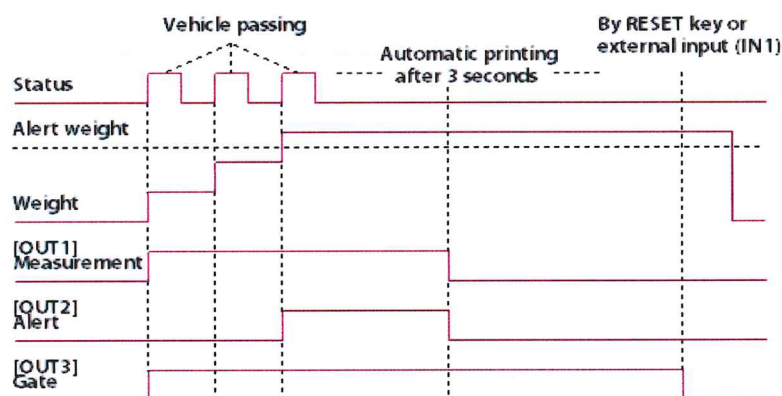 Vehicle passing
By RESET key or
external input (IN1)
Automatic printing
after 3 seconds
Status
Alert weight
Weight
[OUT1]
Measurement
[OUT2]
Alert
[OUT3]
Gate